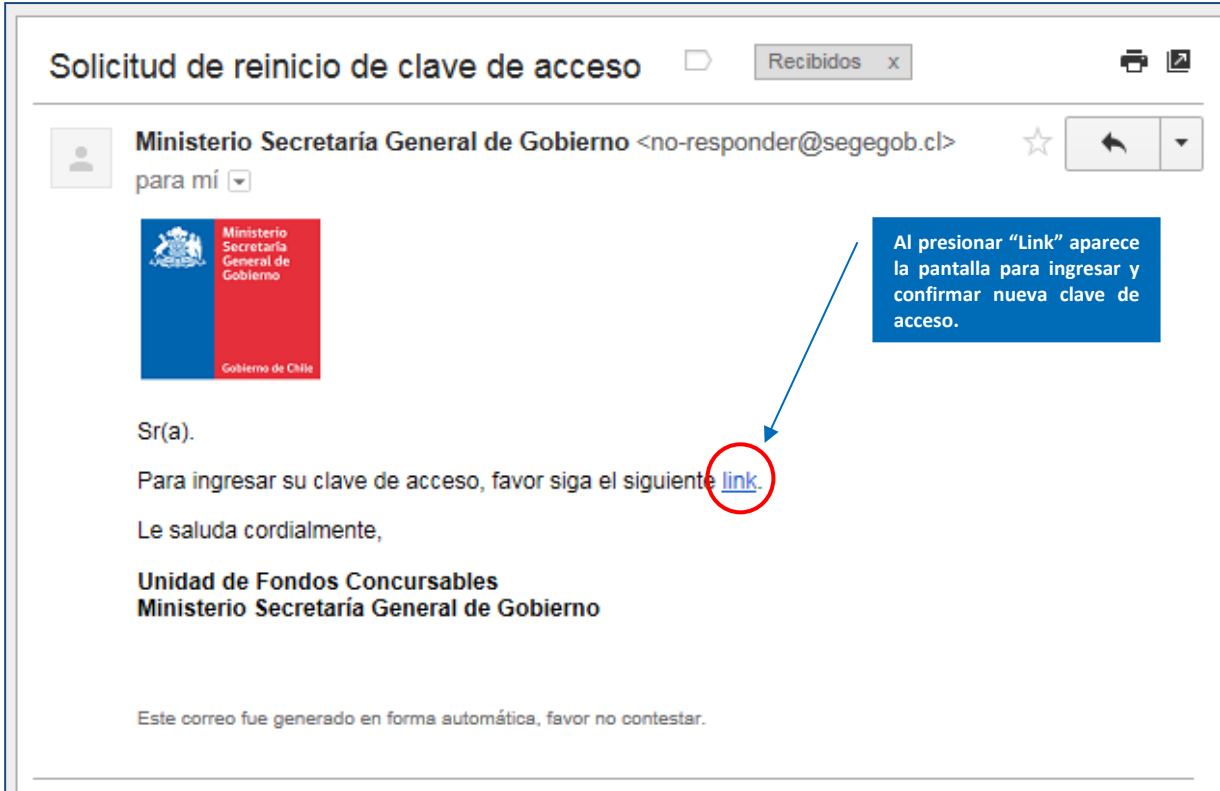 Solicitud de reinicio de clave de acceso
Recibidos x
Ministerio Secretaría General de Gobierno <no-responder@segegob.cl>
para mí
Ministerio
Secretaría
General de
Gobierno
Gobierno de Chile
Al presionar “Link” aparece
la pantalla para ingresar y
confirmar nueva clave de
acceso.
Sr(a).
Para ingresar su clave de acceso, favor siga el siguiente link.
Le saluda cordialmente,
Unidad de Fondos Concursables
Ministerio Secretaría General de Gobierno
Este correo fue generado en forma automática, favor no contestar.